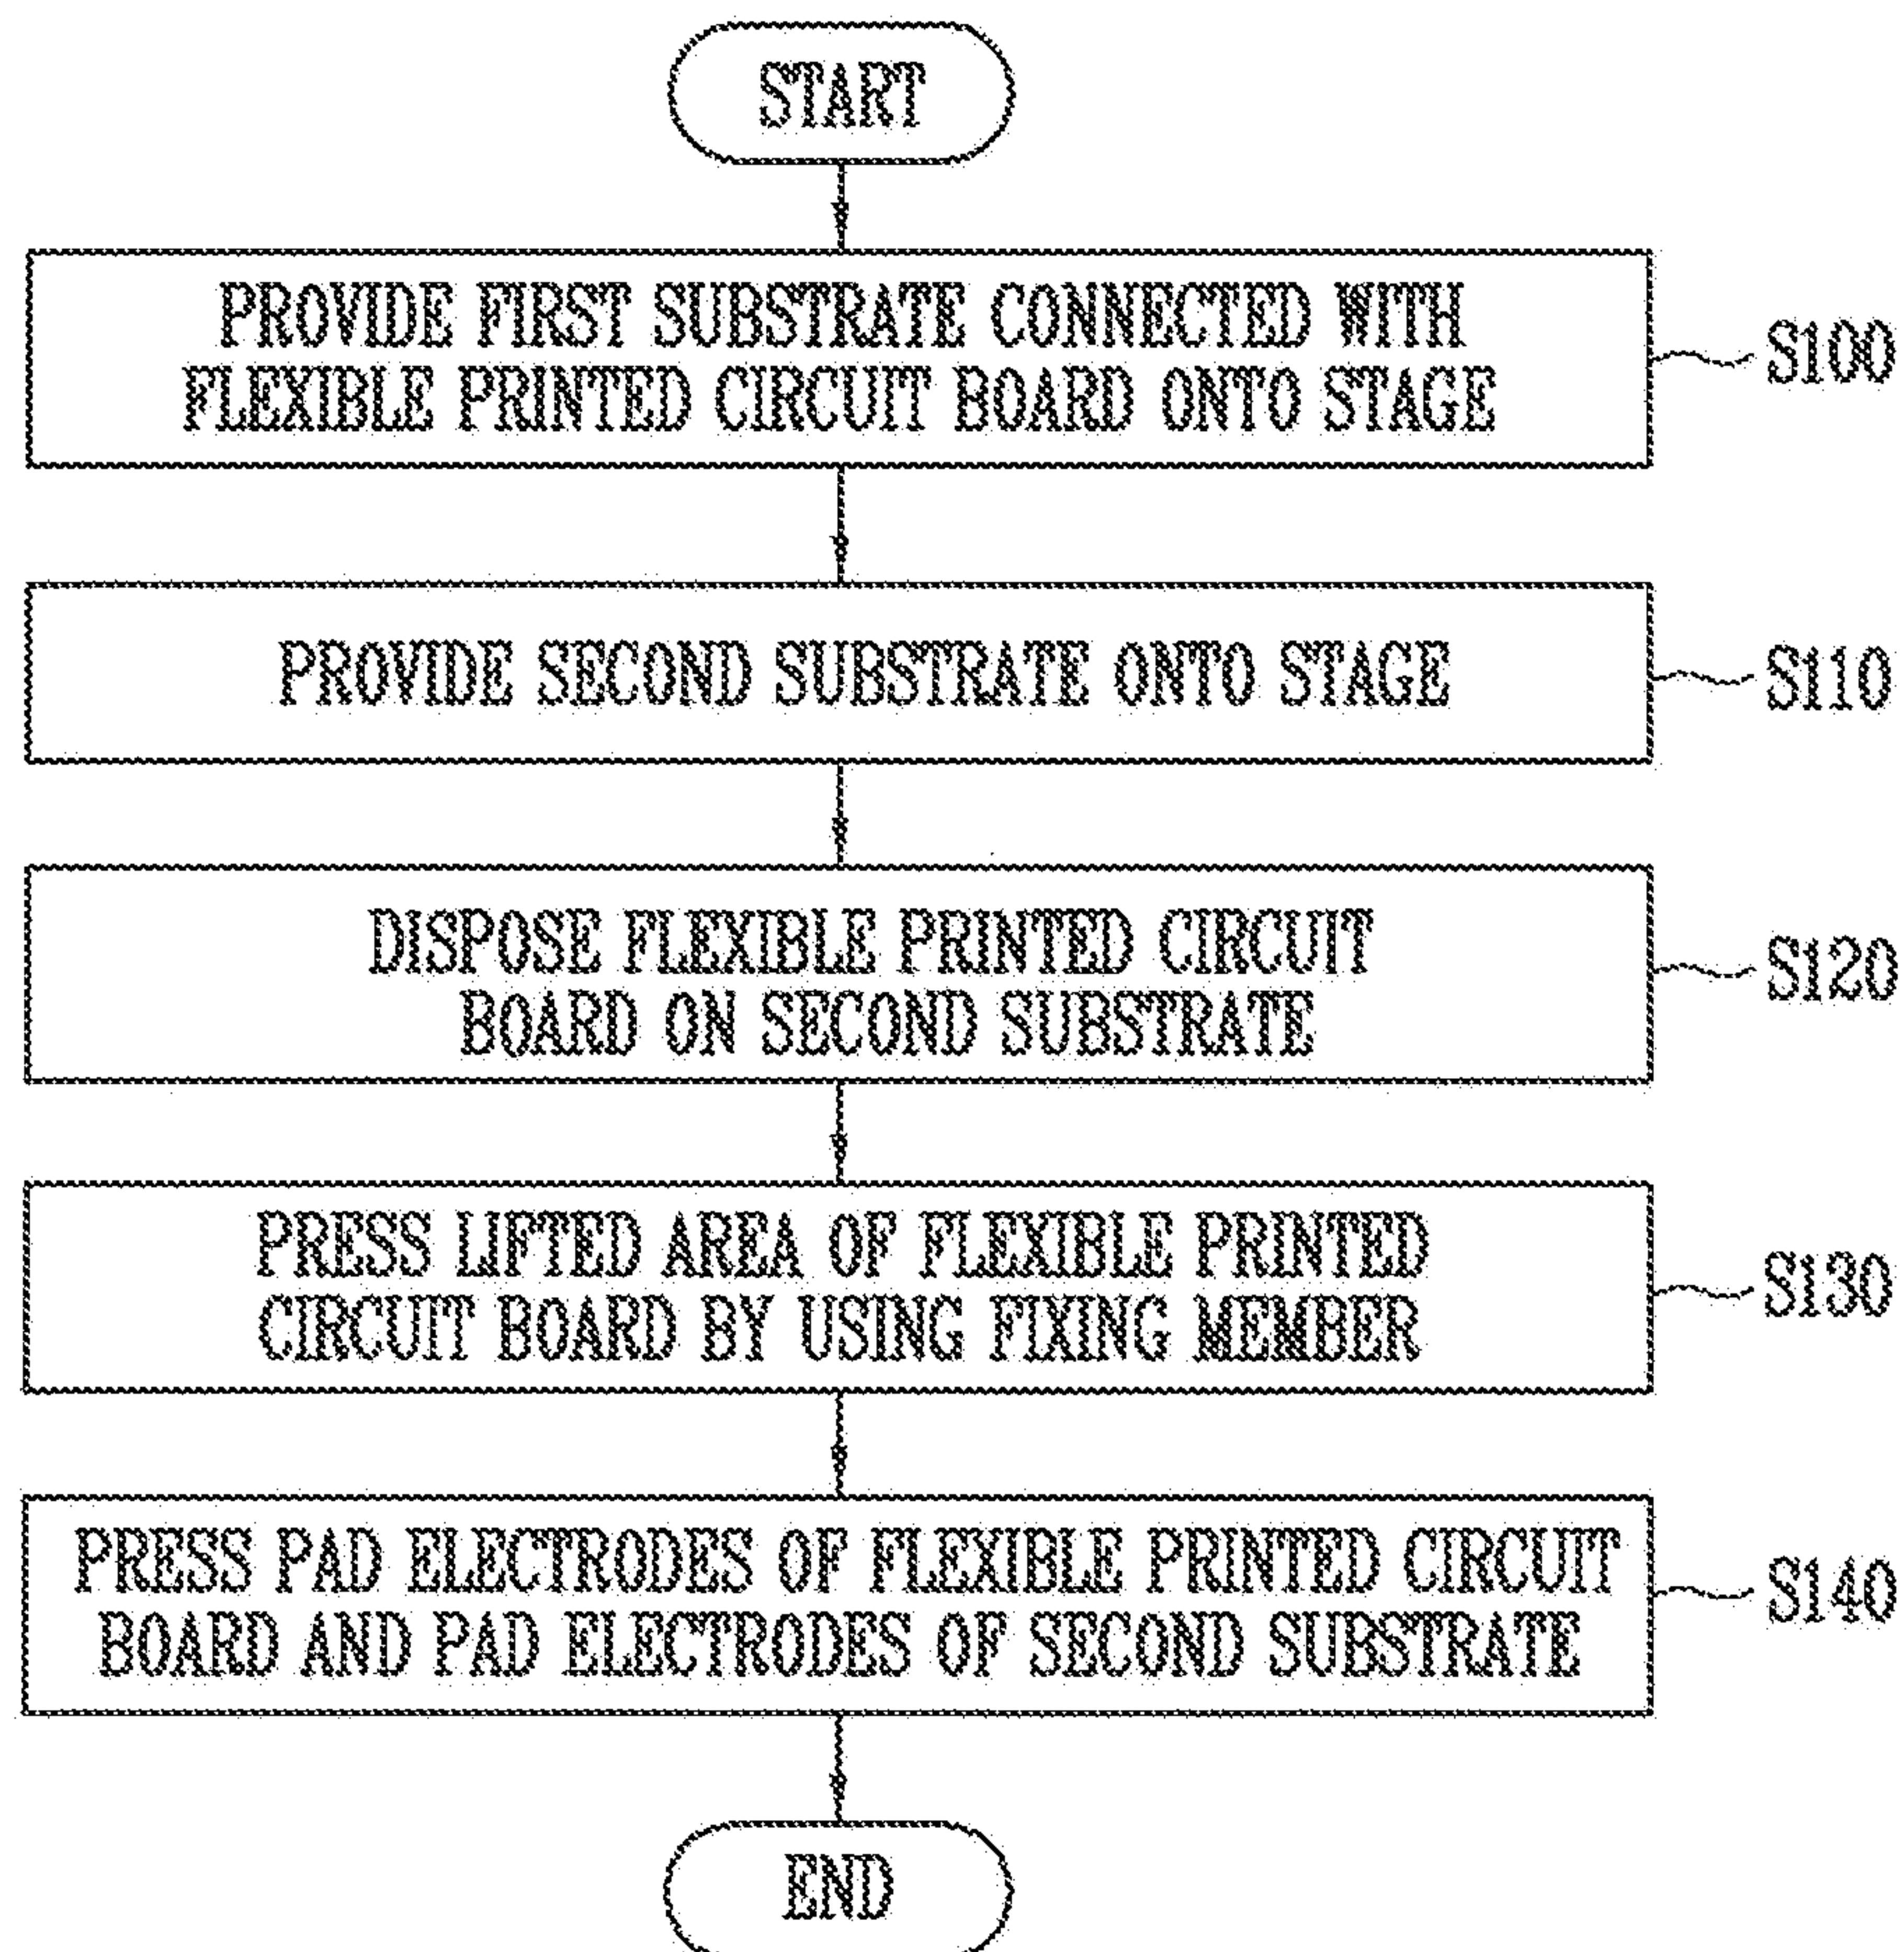 START
PROVIDE FIRST SUBSTRATE CONNECTED WITH
FLEXIBLE PRINTED CIRCUIT BOARD ONTO STAGE
S100
PROVIDE SECOND SUBSTRATE ONTO STAGE
S110
DISPOSE FLEXIBLE PRINTED CIRCUIT
BOARD ON SECOND SUBSTRATE
S120
PRESS LIFTED AREA OF FLEXIBLE PRINTED
CIRCUIT BOARD BY USING FIXING MEMBER
S130
PRESS PAD ELECTRODES OF FLEXIBLE PRINTED CIRCUIT
BOARD AND PAD ELECTRODES OF SECOND SUBSTRATE
S140
END